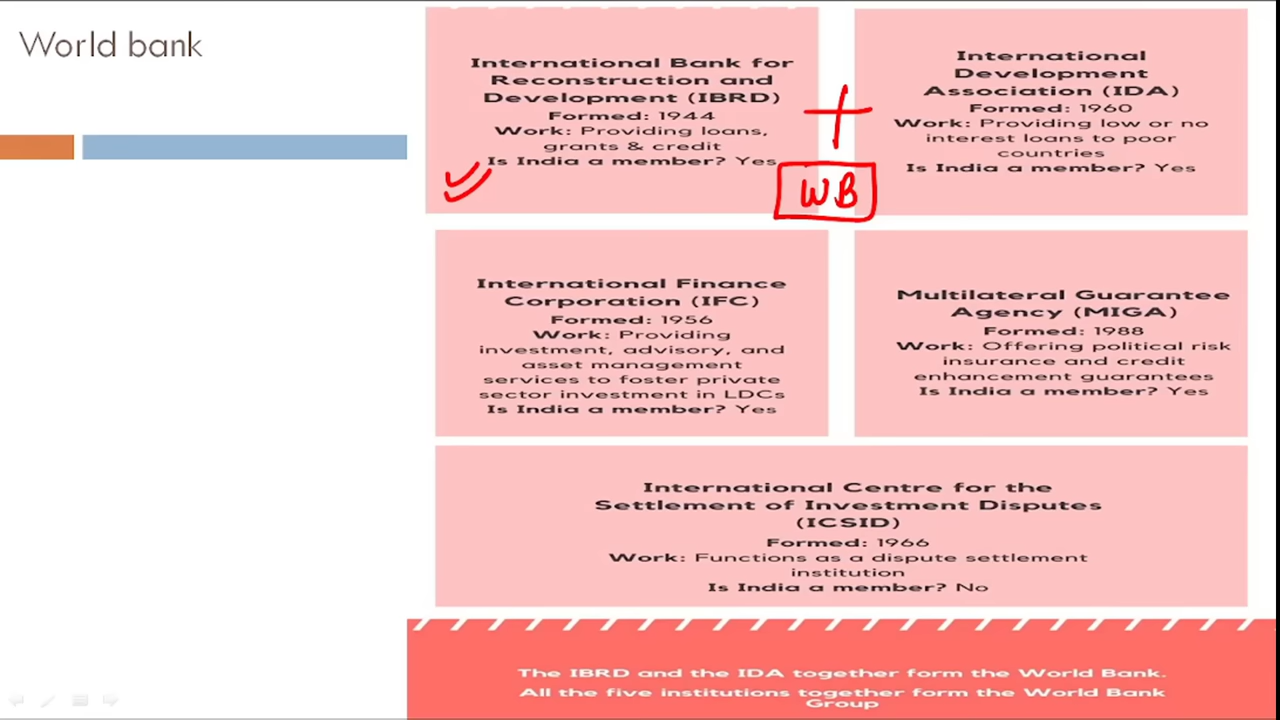 World bank
International Bank for
Reconstruction and
Development (IBRD)
Formed: 1944
Work: Providing loans,
grants & credit
Is India a member? Yes
International
Development
Association (IDA)
Formed: 1960
Work: Providing low or no
interest loans to poor
countries
Is India a member? Yes
WB
International Finance
Corporation (IFC)
Formed: 1956
Work: Providing
investment, advisory, and
asset management
services to foster private
sector investment in LDCs
Is India a member? Yes
Multilateral Guarantee
Agency (MIGA)
Formed: 1988
Work: Offering political risk
insurance and credit
enhancement guarantees
Is India a member? Yes
International Centre for the
Settlement of Investment Disputes
(ICSID)
Formed: 1966
Work: Functions as a dispute settlement
institution
Is India a member? No
The IBRD and the IDA together form the World Bank.
All the five institutions together form the World Bank
Group